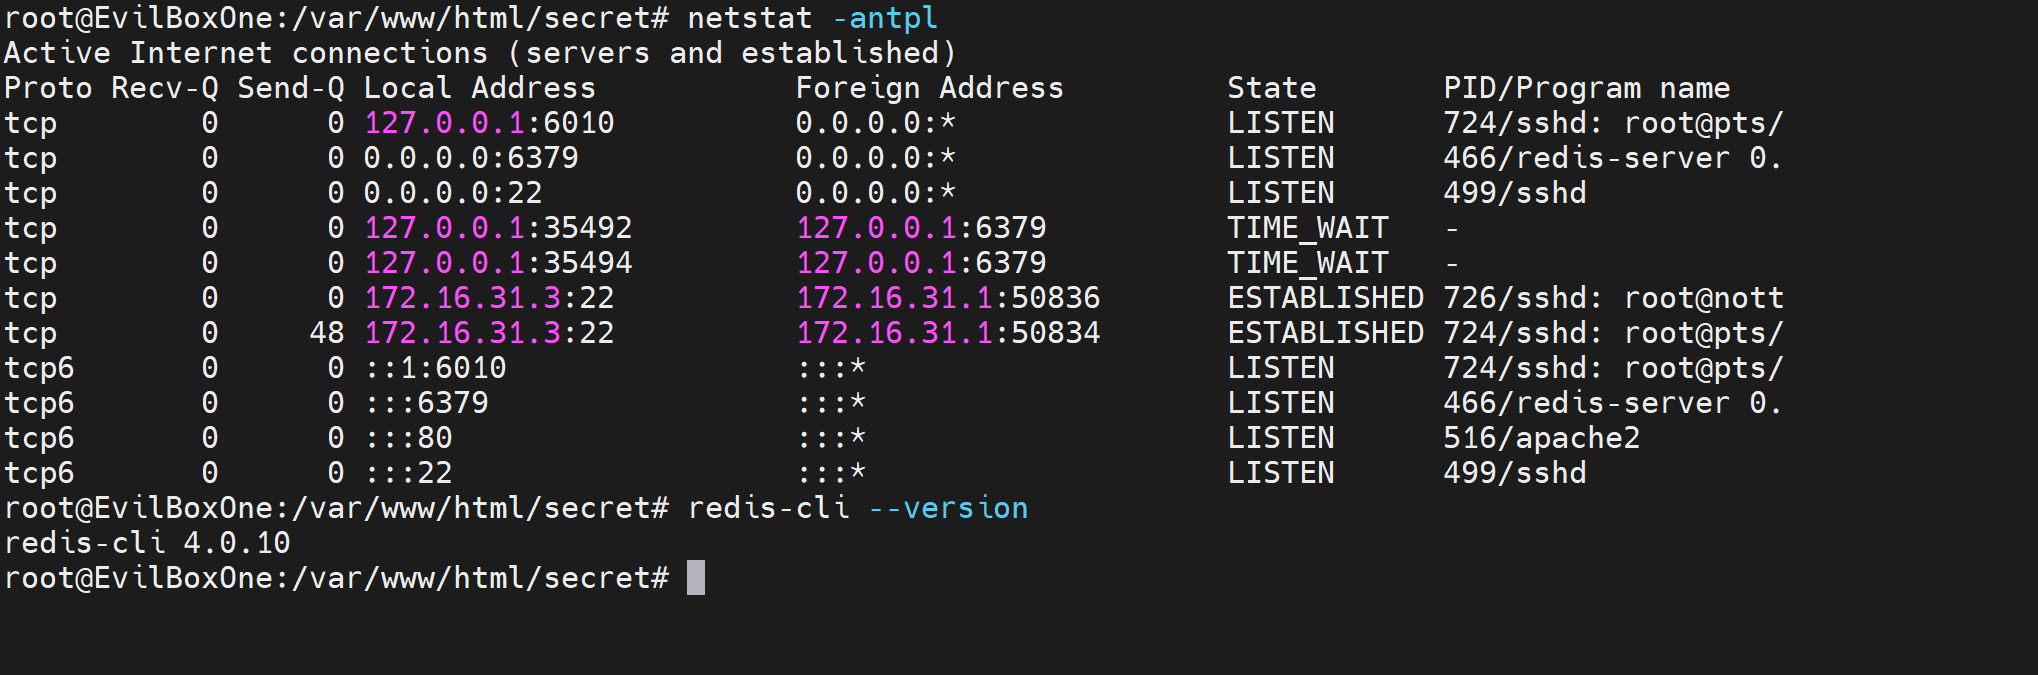 root@EvilBoxOne:/var/www/html/secret# netstat -antpl
Active Internet connections (servers and established)
Proto Recv-Q Send-Q Local Address           Foreign Address         State       PID/Program name
tcp        0      0 127.0.0.1:6010          0.0.0.0:*               LISTEN      724/sshd: root@pts/
tcp        0      0 0.0.0.0:6379            0.0.0.0:*               LISTEN      466/redis-server 0.
tcp        0      0 0.0.0.0:22              0.0.0.0:*               LISTEN      499/sshd
tcp        0      0 127.0.0.1:35492         127.0.0.1:6379          TIME_WAIT   -
tcp        0      0 127.0.0.1:35494         127.0.0.1:6379          TIME_WAIT   -
tcp        0      0 172.16.31.3:22          172.16.31.1:50836       ESTABLISHED 726/sshd: root@nott
tcp        0     48 172.16.31.3:22          172.16.31.1:50834       ESTABLISHED 724/sshd: root@pts/
tcp6       0      0 ::1:6010                :::*                    LISTEN      724/sshd: root@pts/
tcp6       0      0 :::6379                 :::*                    LISTEN      466/redis-server 0.
tcp6       0      0 :::80                   :::*                    LISTEN      516/apache2
tcp6       0      0 :::22                   :::*                    LISTEN      499/sshd
root@EvilBoxOne:/var/www/html/secret# redis-cli --version
redis-cli 4.0.10
root@EvilBoxOne:/var/www/html/secret#